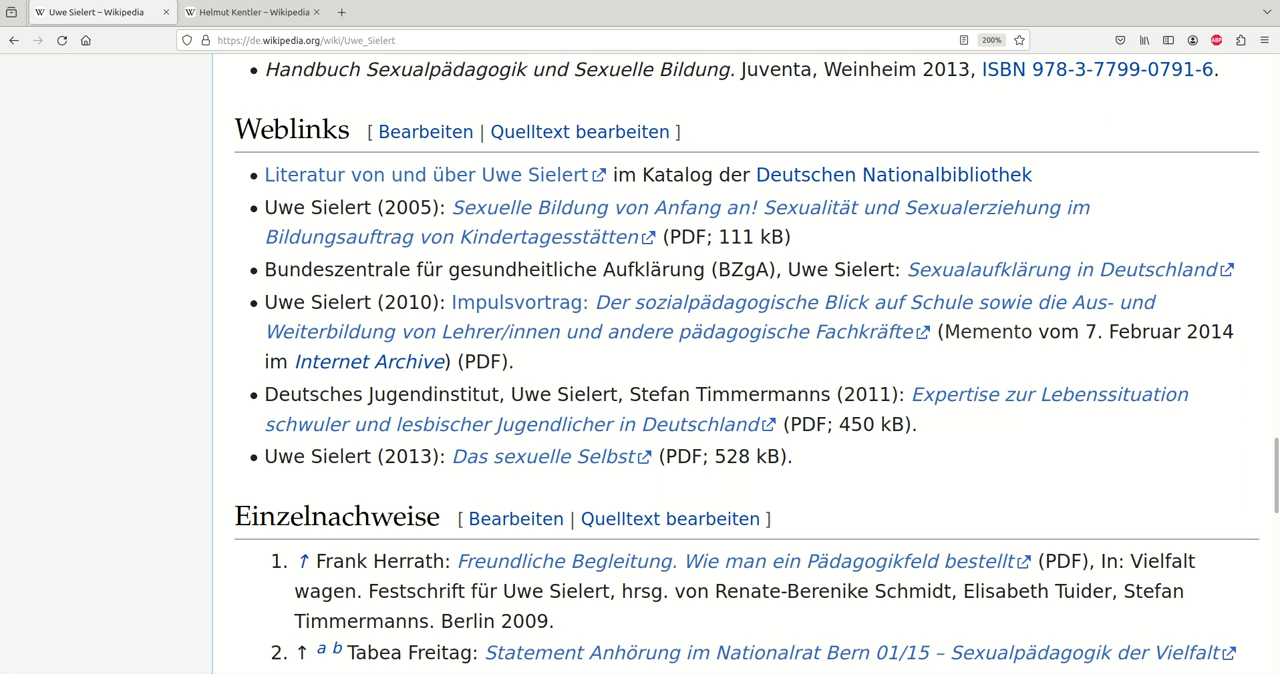 Uwe Sielert – Wikipedia
Helmut Kentler – Wikipedia
https://de.wikipedia.org/wiki/Uwe_Sielert
200%
ABP
• Handbuch Sexualpädagogik und Sexuelle Bildung. Juventa, Weinheim 2013, ISBN 978-3-7799-0791-6.
Weblinks [ Bearbeiten | Quelltext bearbeiten ]
• Literatur von und über Uwe Sielert im Katalog der Deutschen Nationalbibliothek
• Uwe Sielert (2005): Sexuelle Bildung von Anfang an! Sexualität und Sexualerziehung im
Bildungsauftrag von Kindertagesstätten (PDF; 111 kB)
• Bundeszentrale für gesundheitliche Aufklärung (BZgA), Uwe Sielert: Sexualaufklärung in Deutschland
• Uwe Sielert (2010): Impulsvortrag: Der sozialpädagogische Blick auf Schule sowie die Aus- und
Weiterbildung von Lehrer/innen und andere pädagogische Fachkräfte (Memento vom 7. Februar 2014
im Internet Archive) (PDF).
• Deutsches Jugendinstitut, Uwe Sielert, Stefan Timmermanns (2011): Expertise zur Lebenssituation
schwuler und lesbischer Jugendlicher in Deutschland (PDF; 450 kB).
• Uwe Sielert (2013): Das sexuelle Selbst (PDF; 528 kB).
Einzelnachweise [ Bearbeiten | Quelltext bearbeiten ]
1. ↑ Frank Herrath: Freundliche Begleitung. Wie man ein Pädagogikfeld bestellt (PDF), In: Vielfalt
wagen. Festschrift für Uwe Sielert, hrsg. von Renate-Berenike Schmidt, Elisabeth Tuider, Stefan
Timmermanns. Berlin 2009.
2. ↑ a b Tabea Freitag: Statement Anhörung im Nationalrat Bern 01/15 – Sexualpädagogik der Vielfalt